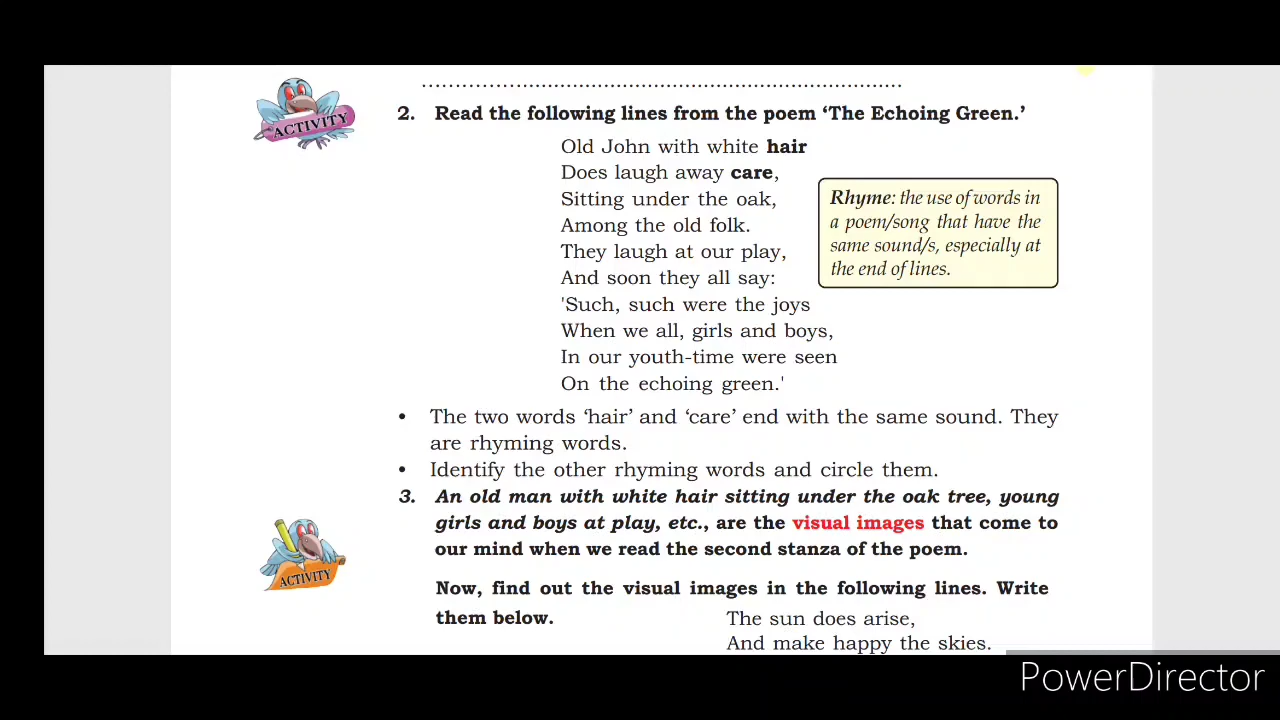 ................................................................................
ACTIVITY
2. Read the following lines from the poem ‘The Echoing Green.’
Old John with white hair
Does laugh away care,
Sitting under the oak,
Among the old folk.
They laugh at our play,
And soon they all say:
'Such, such were the joys
When we all, girls and boys,
In our youth-time were seen
On the echoing green.'
Rhyme: the use of words in
a poem/song that have the
same sound/s, especially at
the end of lines.
• The two words ‘hair’ and ‘care’ end with the same sound. They
are rhyming words.
• Identify the other rhyming words and circle them.
3. An old man with white hair sitting under the oak tree, young
girls and boys at play, etc., are the visual images that come to
our mind when we read the second stanza of the poem.
ACTIVITY
Now, find out the visual images in the following lines. Write
them below.
The sun does arise,
And make happy the skies.
PowerDirector